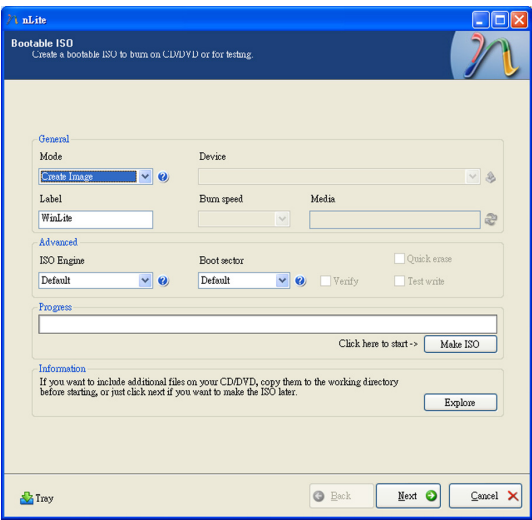 nLite
Bootable ISO
Create a bootable ISO to burn on CD/DVD or for testing.
General
Mode
Device
Create Image
Label
Burn speed
Media
WinLite
Advanced
ISO Engine
Boot sector
Quick erase
Default
Default
Verify
Test write
Progress
Click here to start ->
Make ISO
Information
If you want to include additional files on your CD/DVD, copy them to the working directory
before starting, or just click next if you want to make the ISO later.
Explore
Tray
Back
Next
Cancel